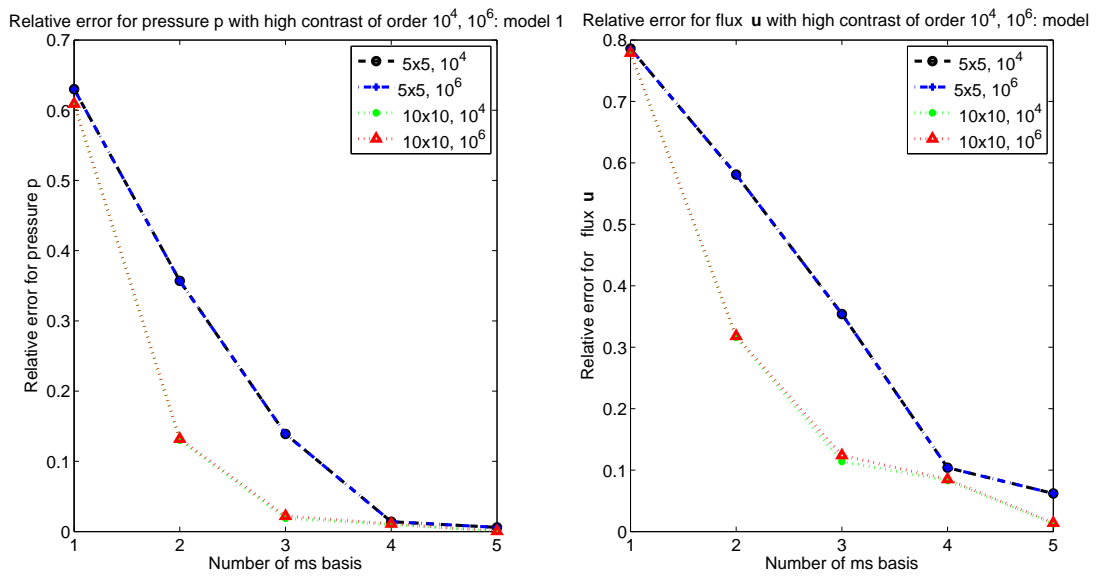 Relative error for pressure p with high contrast of order 10^4, 10^6: model 1
0.7
0.6
0.5
0.4
0.3
0.2
0.1
0
1 2 3 4 5
Relative error for pressure p
Number of ms basis
5x5, 10^4
5x5, 10^6
10x10, 10^4
10x10, 10^6
Relative error for flux u with high contrast of order 10^4, 10^6: model
0.8
0.7
0.6
0.5
0.4
0.3
0.2
0.1
0
1 2 3 4 5
Relative error for flux u
Number of ms basis
5x5, 10^4
5x5, 10^6
10x10, 10^4
10x10, 10^6